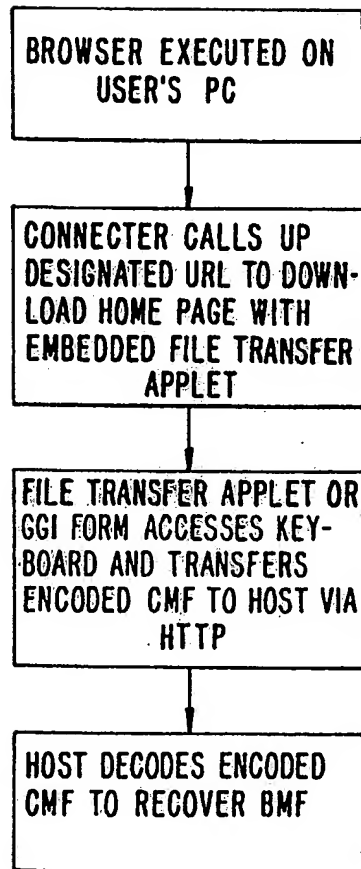 BROWSER EXECUTED ON
USER'S PC
CONNECTER CALLS UP
DESIGNATED URL TO DOWN-
LOAD HOME PAGE WITH
EMBEDDED FILE TRANSFER
APPLET
FILE TRANSFER APPLET OR
GGI FORM ACCESSES KEY-
BOARD AND TRANSFERS
ENCODED CMF TO HOST VIA
HTTP
HOST DECODES ENCODED
CMF TO RECOVER BMF